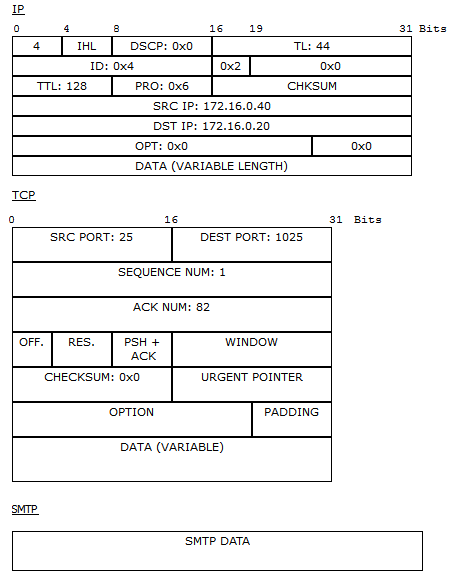 IP
0 4 8 16 19 31 Bits
4 IHL DSCP: 0x0 TL: 44
ID: 0x4 0x2 0x0
TTL: 128 PRO: 0x6 CHKSUM
SRC IP: 172.16.0.40
DST IP: 172.16.0.20
OPT: 0x0 0x0
DATA (VARIABLE LENGTH)
TCP
0 16 31 Bits
SRC PORT: 25 DEST PORT: 1025
SEQUENCE NUM: 1
ACK NUM: 82
OFF. RES. PSH + WINDOW
ACK
CHECKSUM: 0x0 URGENT POINTER
OPTION PADDING
DATA (VARIABLE)
SMTP
SMTP DATA